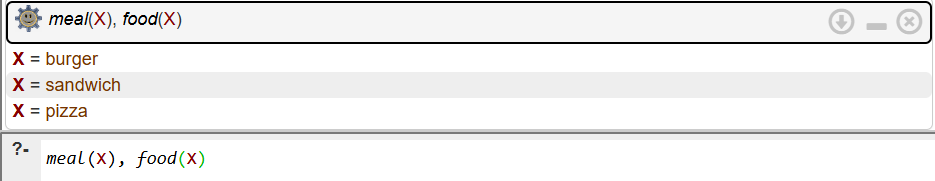 meal(X), food(X)
X = burger
X = sandwich
X = pizza
?- meal(X), food(X)